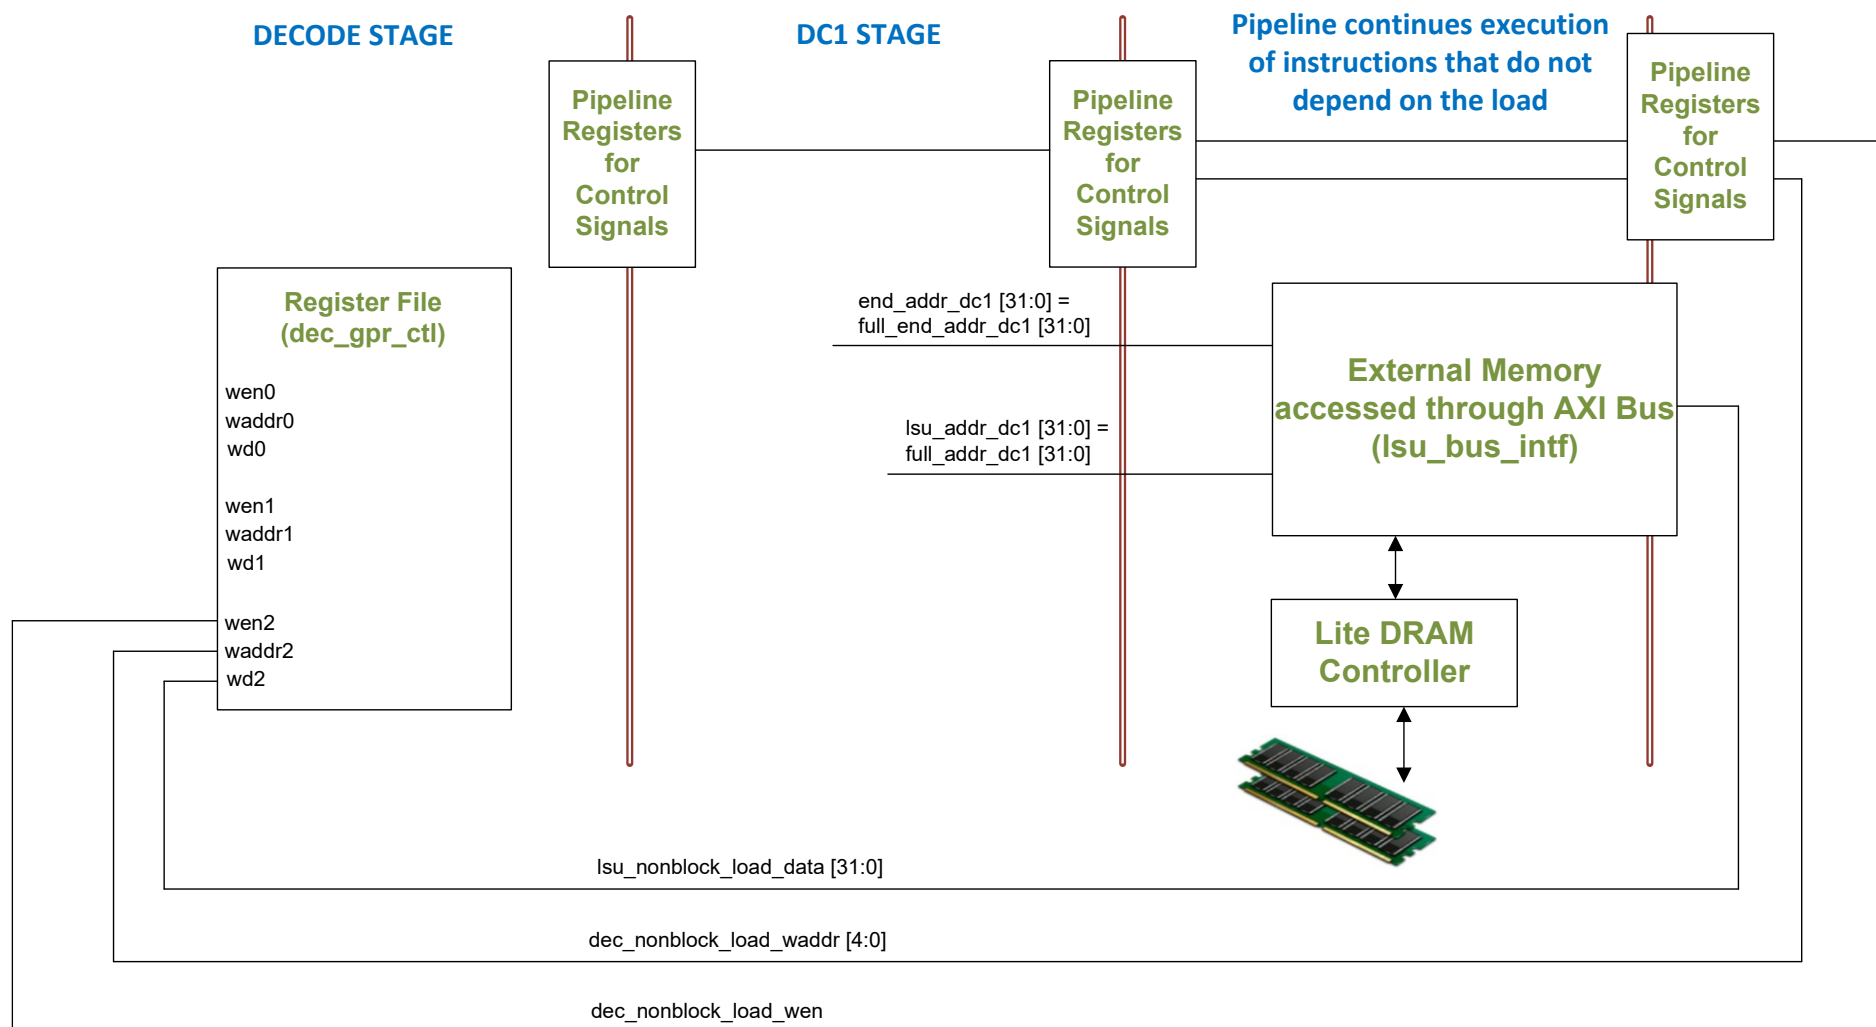 DECODE STAGE
DC1 STAGE
Pipeline continues execution
of instructions that do not
depend on the load
Pipeline
Registers
for
Control
Signals
Pipeline
Registers
for
Control
Signals
Pipeline
Registers
for
Control
Signals
Register File
(dec_gpr_ctl)
wen0
waddr0
wd0
wen1
waddr1
wd1
wen2
waddr2
wd2
end_addr_dc1 [31:0] =
full_end_addr_dc1 [31:0]
lsu_addr_dc1 [31:0] =
full_addr_dc1 [31:0]
External Memory
accessed through AXI Bus
(lsu_bus_intf)
Lite DRAM
Controller
lsu_nonblock_load_data [31:0]
dec_nonblock_load_waddr [4:0]
dec_nonblock_load_wen